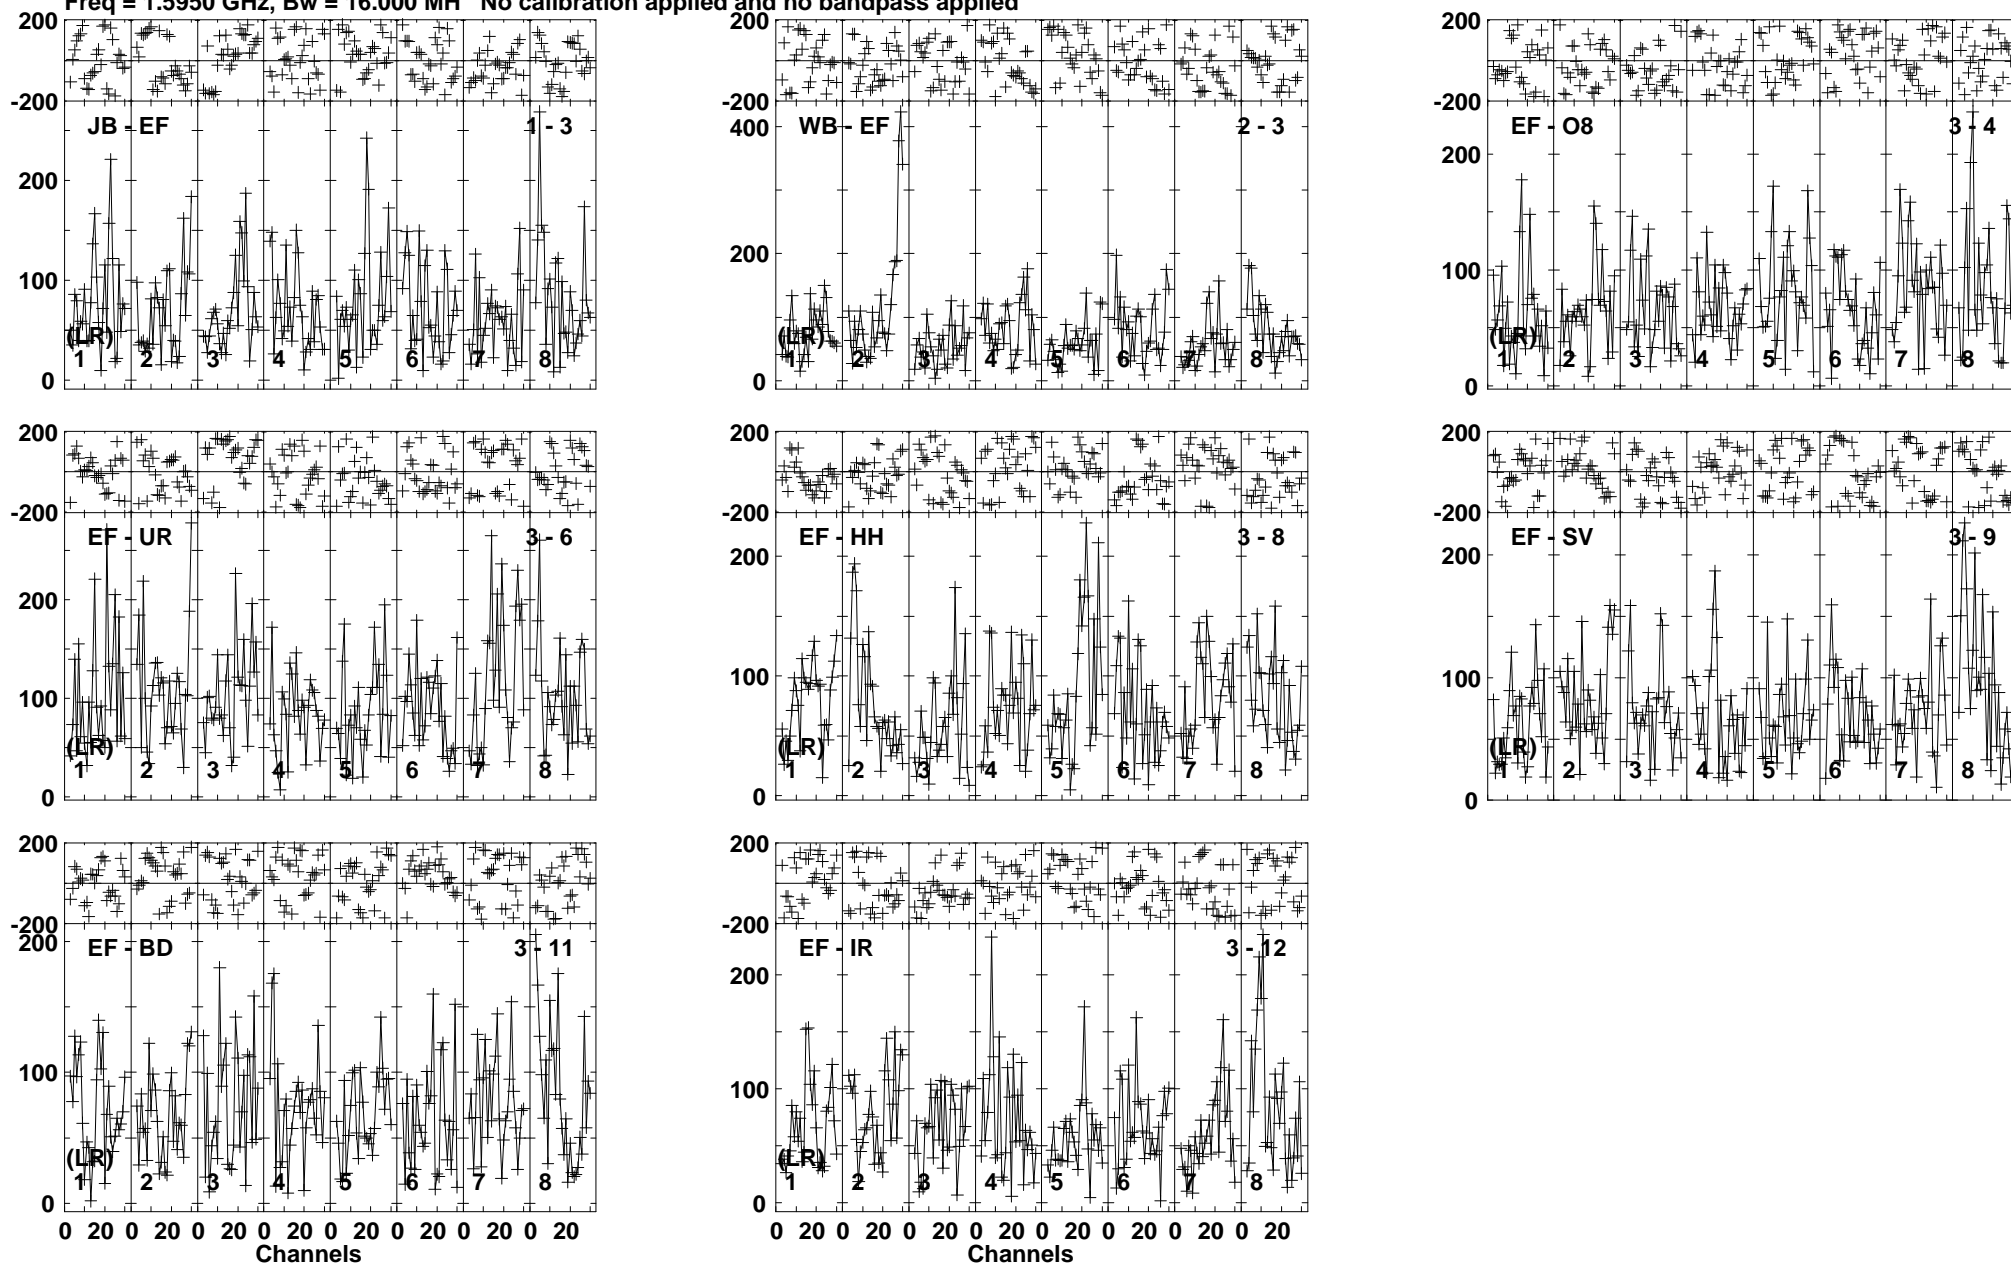 Freq = 1.5950 GHz, Bw = 16.000 MH No calibration applied and no bandpass applied
200 200 200
-200 -200 -200
JB - EF 1 - 3 WB - EF 2 - 3 EF - O8 3 - 4
400
200 200 200
100 100
(LR) (LR) (LR)
1 2 3 4 5 6 7 8 1 2 3 4 5 6 7 8 1 2 3 4 5 6 7 8
0 0 0
200 200 200
-200 -200 -200
EF - UR 3 - 6 EF - HH 3 - 8 EF - SV 3 - 9
200 200 200
100 100 100
(LR) (LR) (LR)
1 2 3 4 5 6 7 8 1 2 3 4 5 6 7 8 1 2 3 4 5 6 7 8
0 0 0
200 200
-200 -200
EF - BD 3 - 11 EF - IR 3 - 12
200 200
100 100
(LR) (LR)
1 2 3 4 5 6 7 8 1 2 3 4 5 6 7 8
0 0
0 20 0 20 0 20 0 20 0 20 0 20 0 20 0 20 0 20 0 20 0 20 0 20 0 20 0 20 0 20 0 20
Channels Channels